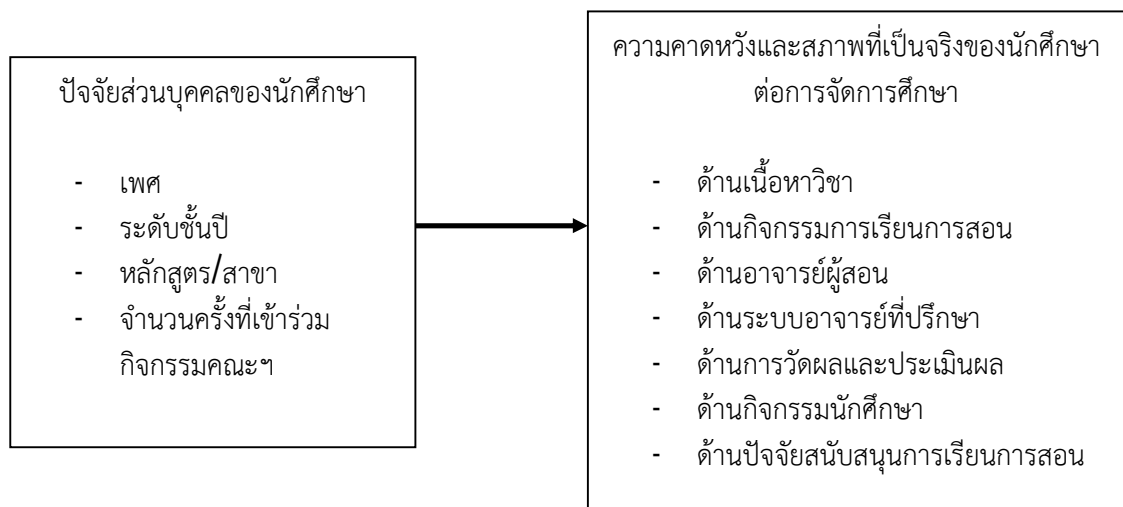 ปัจจัยส่วนบุคคลของนักศึกษา
- เพศ
- ระดับชั้นปี
- หลักสูตร/สาขา
- จำนวนครั้งที่เข้าร่วม
กิจกรรมคณะฯ
ความคาดหวังและสภาพที่เป็นจริงของนักศึกษา
ต่อการจัดการศึกษา
- ด้านเนื้อหาวิชา
- ด้านกิจกรรมการเรียนการสอน
- ด้านอาจารย์ผู้สอน
- ด้านระบบอาจารย์ที่ปรึกษา
- ด้านการวัดผลและประเมินผล
- ด้านกิจกรรมนักศึกษา
- ด้านปัจจัยสนับสนุนการเรียนการสอน